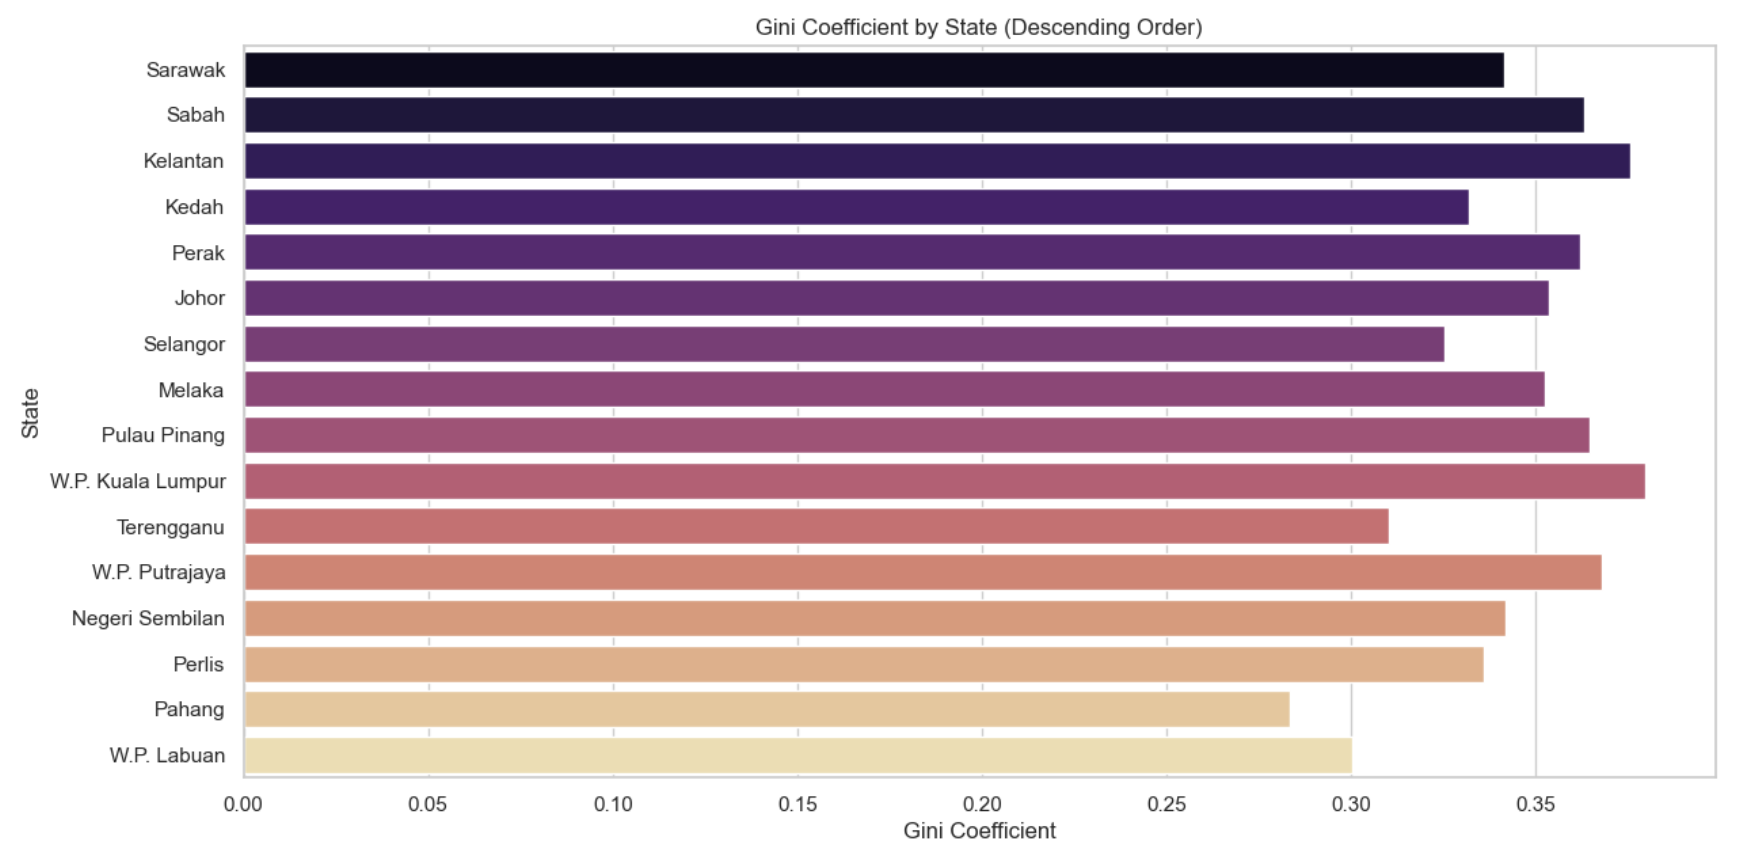 Gini Coefficient by State (Descending Order)
State
Sarawak
Sabah
Kelantan
Kedah
Perak
Johor
Selangor
Melaka
Pulau Pinang
W.P. Kuala Lumpur
Terengganu
W.P. Putrajaya
Negeri Sembilan
Perlis
Pahang
W.P. Labuan
0.00 0.05 0.10 0.15 0.20 0.25 0.30 0.35
Gini Coefficient